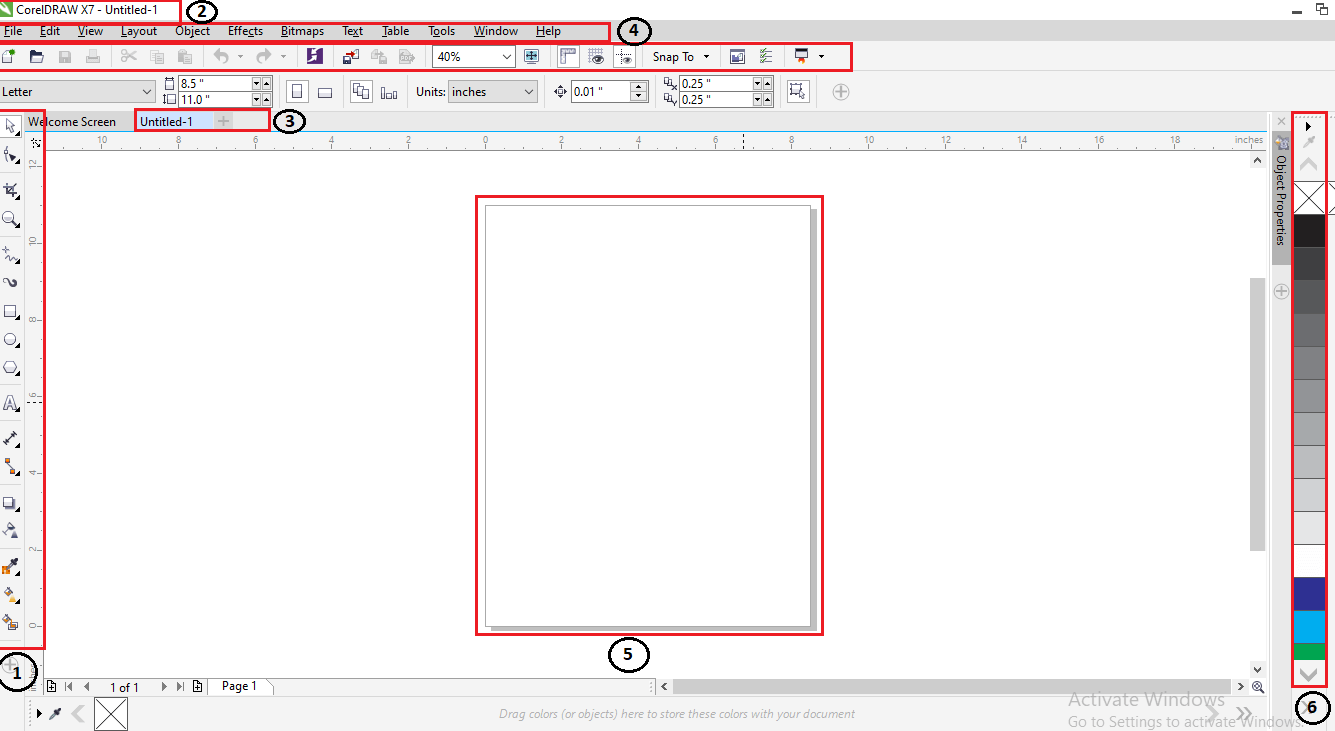 CorelDRAW X7 - Untitled-1
2
File Edit View Layout Object Effects Bitmaps Text Table Tools Window Help
4
40% Snap To
Letter 8.5 " 11.0 " Units: inches 0.01 " 0.25 " 0.25 "
Welcome Screen Untitled-1
3
10 8 6 4 2 0 2 4 6 8 10 12 14 16 18 inches
12
10
8
6
4
2
0
Object Properties
5
1
1 of 1 Page 1
Drag colors (or objects) here to store these colors with your document
Activate Windows
Go to Settings to activate Windows.
6